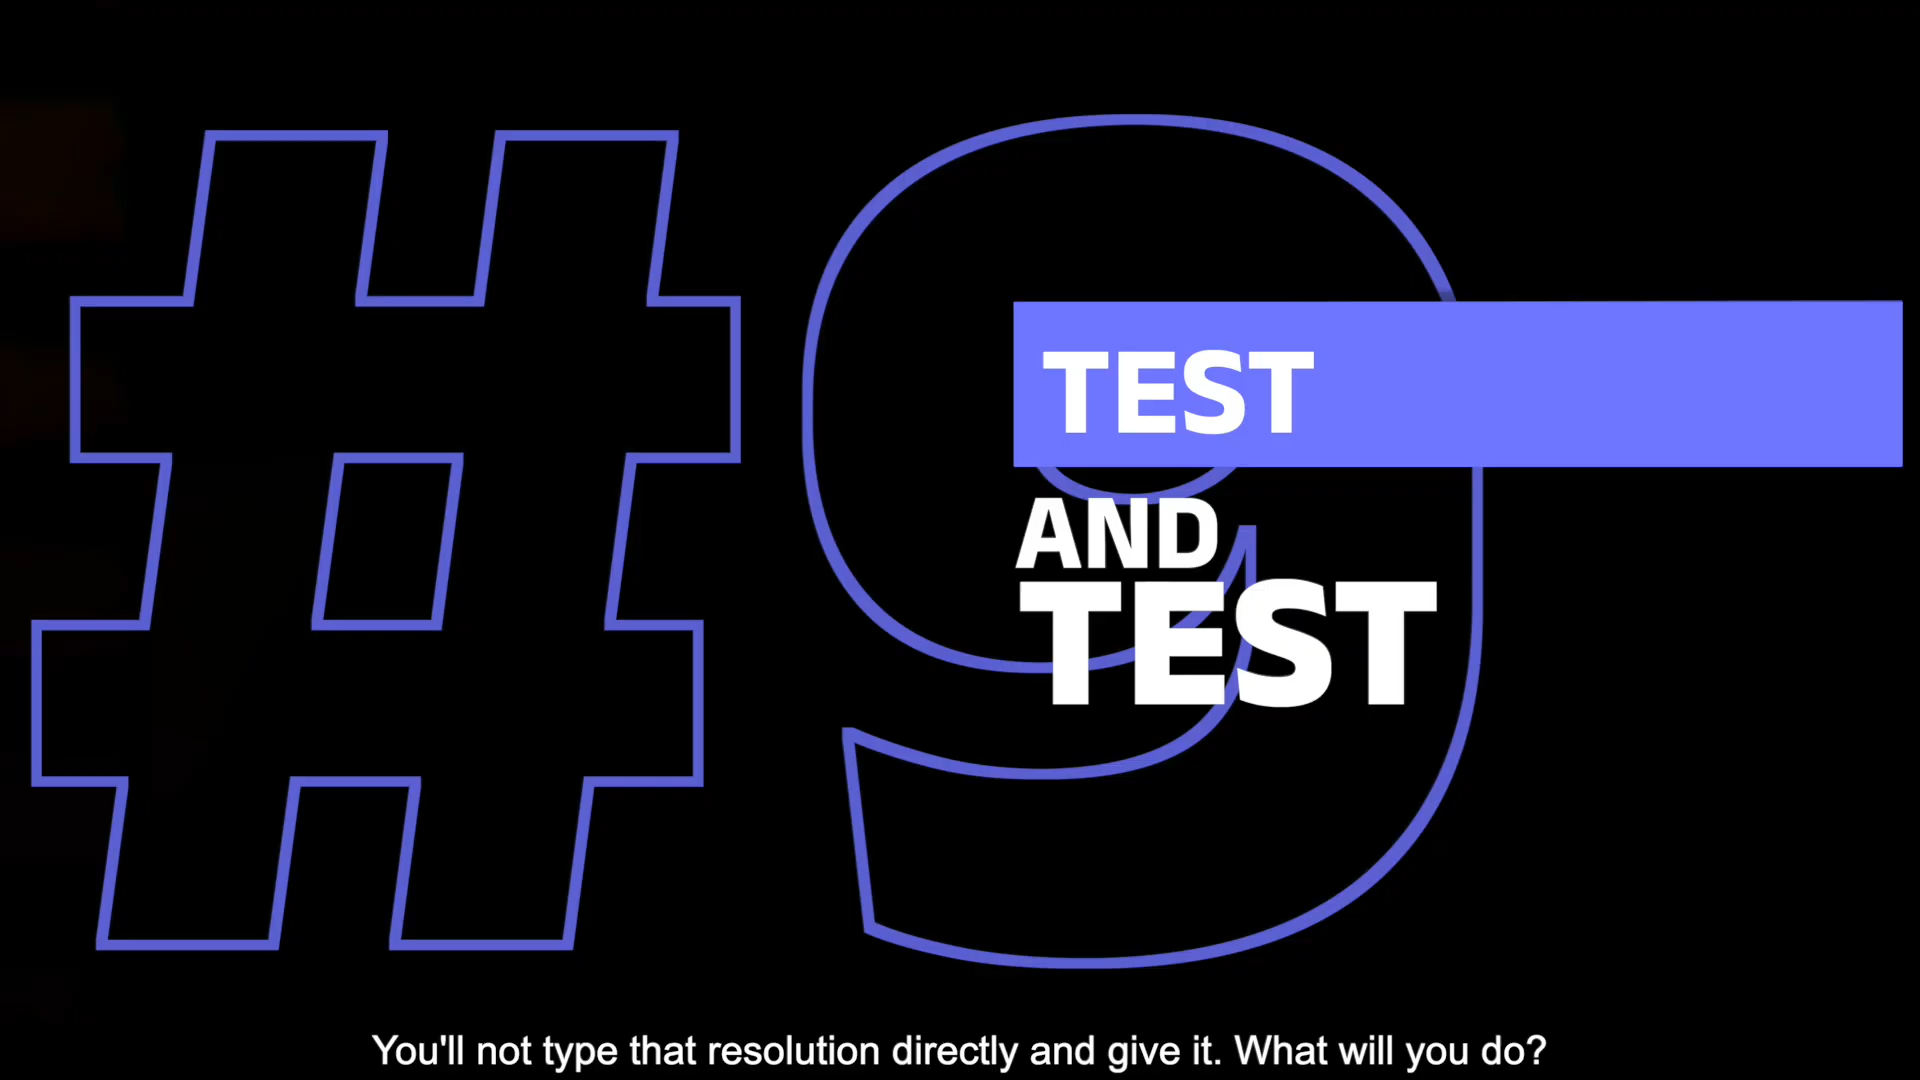 #9
TEST
AND
TEST
You'll not type that resolution directly and give it. What will you do?